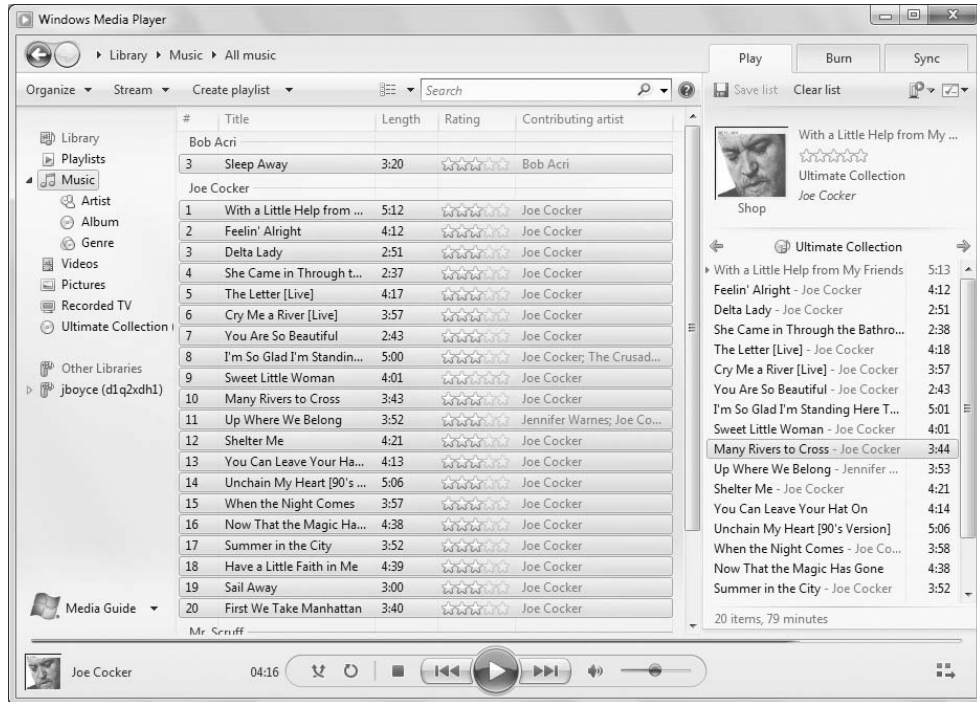 Windows Media Player
Library Music All music
Play Burn Sync
Organize Stream Create playlist Search Save list Clear list
# Title Length Rating Contributing artist
Library
Playlists
Music
Artist
Album
Genre
Videos
Pictures
Recorded TV
Ultimate Collection (
Other Libraries
jboyce (d1q2xdh1)
Media Guide
Bob Acri
3 Sleep Away 3:20 Bob Acri
Joe Cocker
1 With a Little Help from ... 5:12 Joe Cocker
2 Feelin' Alright 4:12 Joe Cocker
3 Delta Lady 2:51 Joe Cocker
4 She Came in Through t... 2:37 Joe Cocker
5 The Letter [Live] 4:17 Joe Cocker
6 Cry Me a River [Live] 3:57 Joe Cocker
7 You Are So Beautiful 2:43 Joe Cocker
8 I'm So Glad I'm Standin... 5:00 Joe Cocker; The Crusad...
9 Sweet Little Woman 4:01 Joe Cocker
10 Many Rivers to Cross 3:43 Joe Cocker
11 Up Where We Belong 3:52 Jennifer Warnes; Joe Co...
12 Shelter Me 4:21 Joe Cocker
13 You Can Leave Your Ha... 4:13 Joe Cocker
14 Unchain My Heart [90's ... 5:06 Joe Cocker
15 When the Night Comes 3:57 Joe Cocker
16 Now That the Magic Ha... 4:38 Joe Cocker
17 Summer in the City 3:52 Joe Cocker
18 Have a Little Faith in Me 4:39 Joe Cocker
19 Sail Away 3:00 Joe Cocker
20 First We Take Manhattan 3:40 Joe Cocker
Mr. Scruff
With a Little Help from My ...
Ultimate Collection
Joe Cocker
Shop
Ultimate Collection
With a Little Help from My Friends 5:13
Feelin' Alright - Joe Cocker 4:12
Delta Lady - Joe Cocker 2:51
She Came in Through the Bathro... 2:38
The Letter [Live] - Joe Cocker 4:18
Cry Me a River [Live] - Joe Cocker 3:57
You Are So Beautiful - Joe Cocker 2:43
I'm So Glad I'm Standing Here T... 5:01
Sweet Little Woman - Joe Cocker 4:01
Many Rivers to Cross - Joe Cocker 3:44
Up Where We Belong - Jennifer ... 3:53
Shelter Me - Joe Cocker 4:21
You Can Leave Your Hat On 4:14
Unchain My Heart [90's Version] 5:06
When the Night Comes - Joe Co... 3:58
Now That the Magic Has Gone 4:38
Summer in the City - Joe Cocker 3:52
20 items, 79 minutes
Joe Cocker 04:16